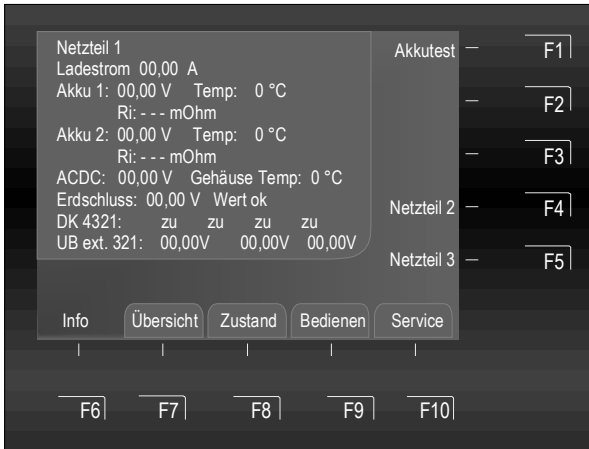 Netzteil 1
Ladestrom 00,00 A
Akku 1: 00,00 V Temp: 0 °C
Ri: - - - mOhm
Akku 2: 00,00 V Temp: 0 °C
Ri: - - - mOhm
ACDC: 00,00 V Gehäuse Temp: 0 °C
Erdschluss: 00,00 V Wert ok
DK 4321: zu zu zu zu
UB ext. 321: 00,00V 00,00V 00,00V
Akkutest F1
F2
F3
Netzteil 2 F4
Netzteil 3 F5
Info Übersicht Zustand Bedienen Service
F6 F7 F8 F9 F10